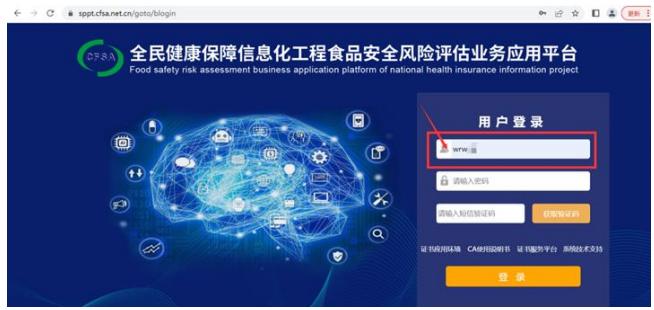 sppt.cfsa.net.cn/goto/blogin
更新
CFSA
全民健康保障信息化工程食品安全风险评估业务应用平台
Food safety risk assessment business application platform of national health insurance information project
用户登录
wrw
请输入密码
请输入短信验证码 获取验证码
证书应用环境 CA使用说明书 证书服务平台 系统技术支持
登录